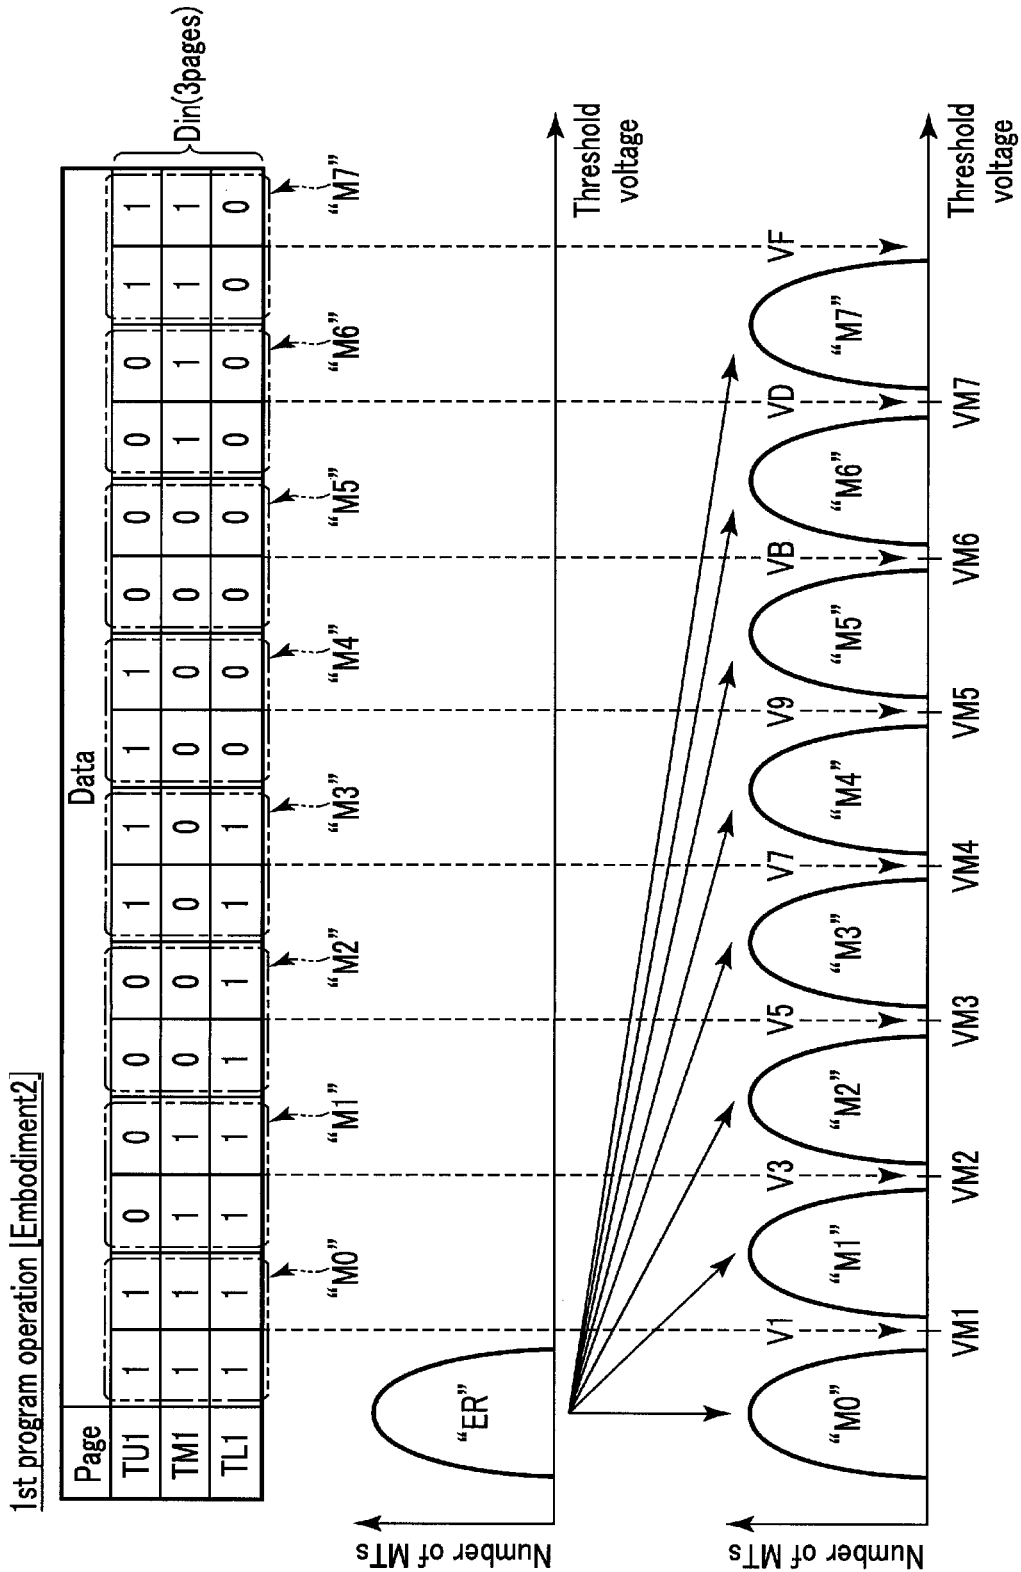 1st program operation [Embodiment2]
Page Data
TU1 1 1 0 0 0 0 1 1 1 1 0 0 0 0 1 1
TM1 1 1 1 1 0 0 0 0 0 0 0 0 1 1 1 1
TL1 1 1 1 1 1 1 1 1 0 0 0 0 0 0 0 0
Din(3pages)
“M0” “M1” “M2” “M3” “M4” “M5” “M6” “M7”
Number of MTs
“ER”
Threshold
voltage
V1 V3 V5 V7 V9 VB VD VF
Number of MTs
“M0” “M1” “M2” “M3” “M4” “M5” “M6” “M7”
VM1 VM2 VM3 VM4 VM5 VM6 VM7
Threshold
voltage